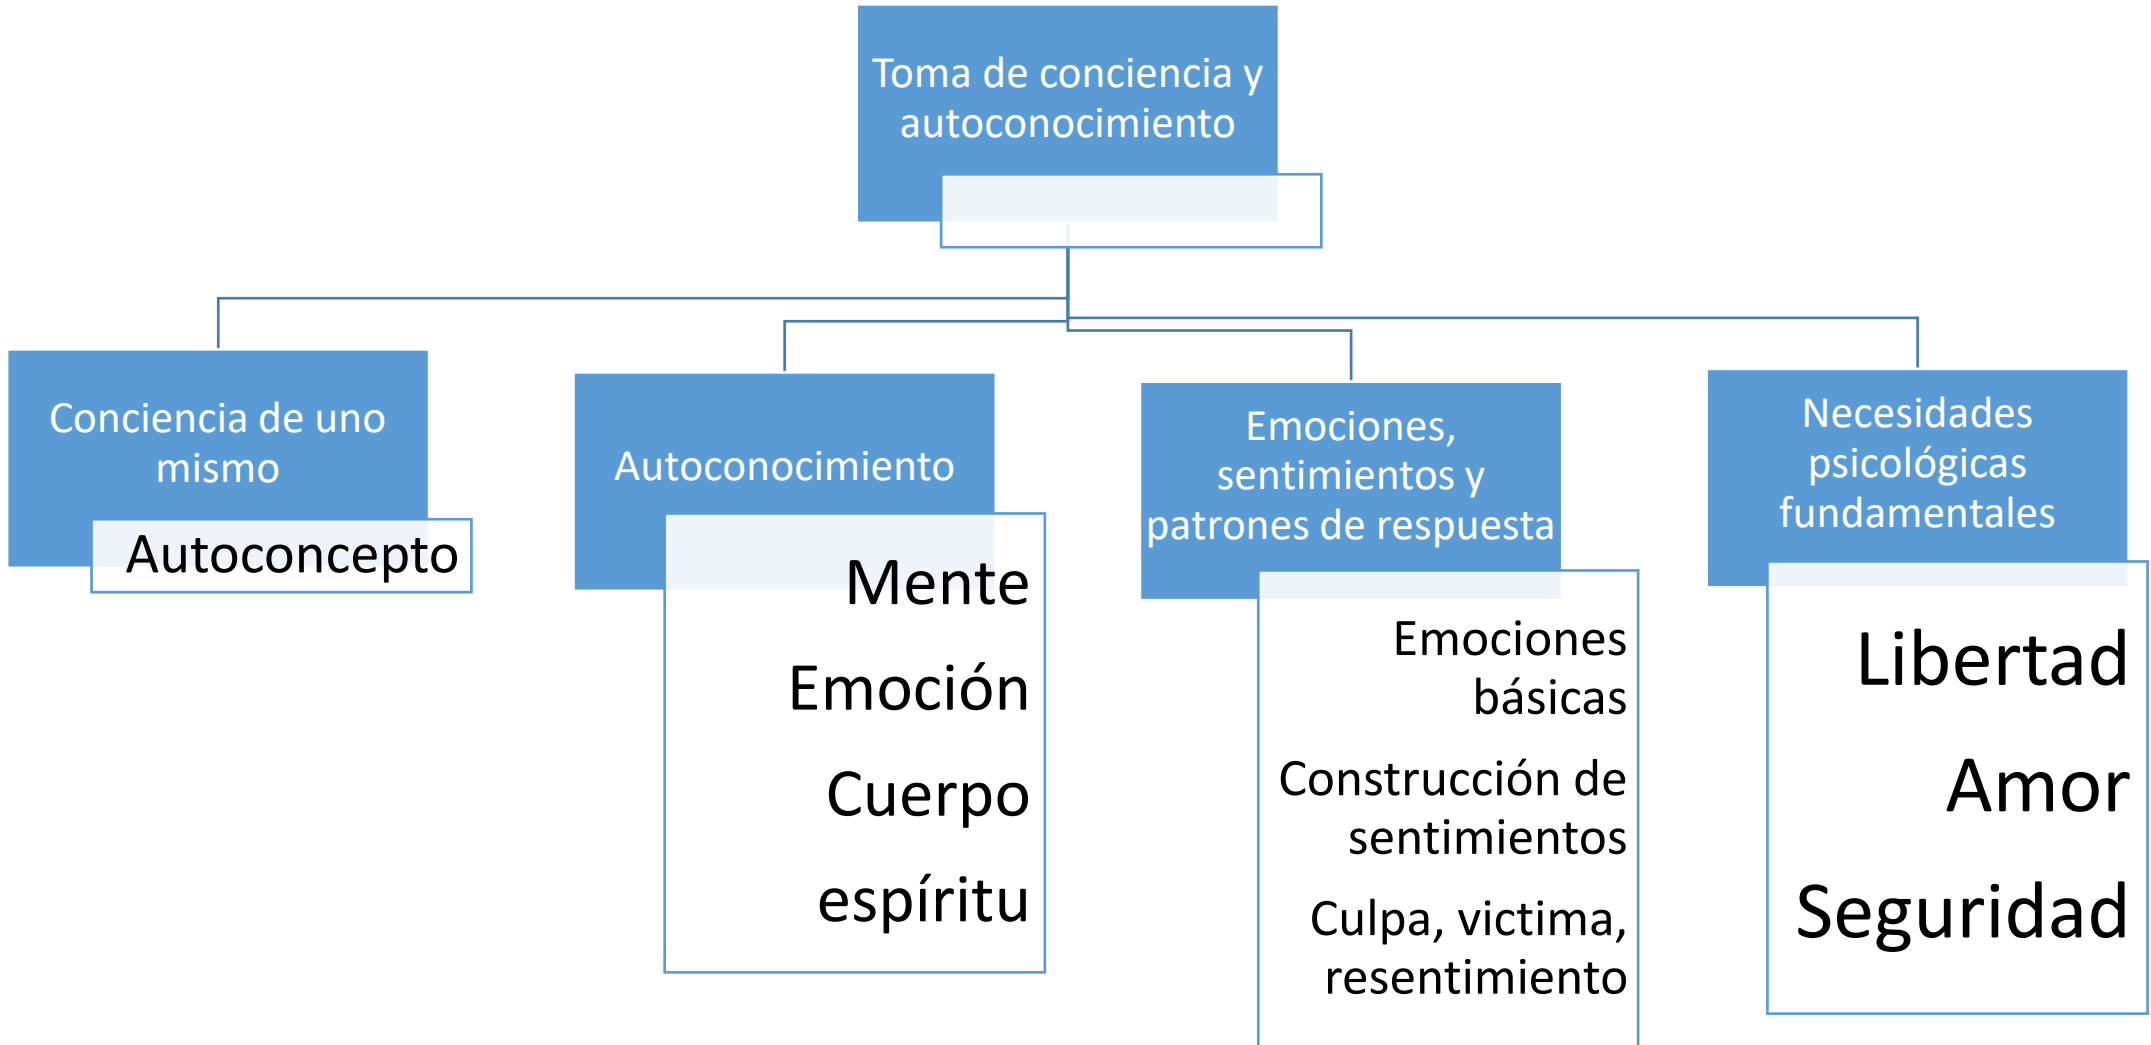 Toma de conciencia y
autoconocimiento
Conciencia de uno
mismo
Autoconcepto
Autoconocimiento
Mente
Emoción
Cuerpo
espíritu
Emociones,
sentimientos y
patrones de respuesta
Emociones
básicas
Construcción de
sentimientos
Culpa, victima,
resentimiento
Necesidades
psicológicas
fundamentales
Libertad
Amor
Seguridad